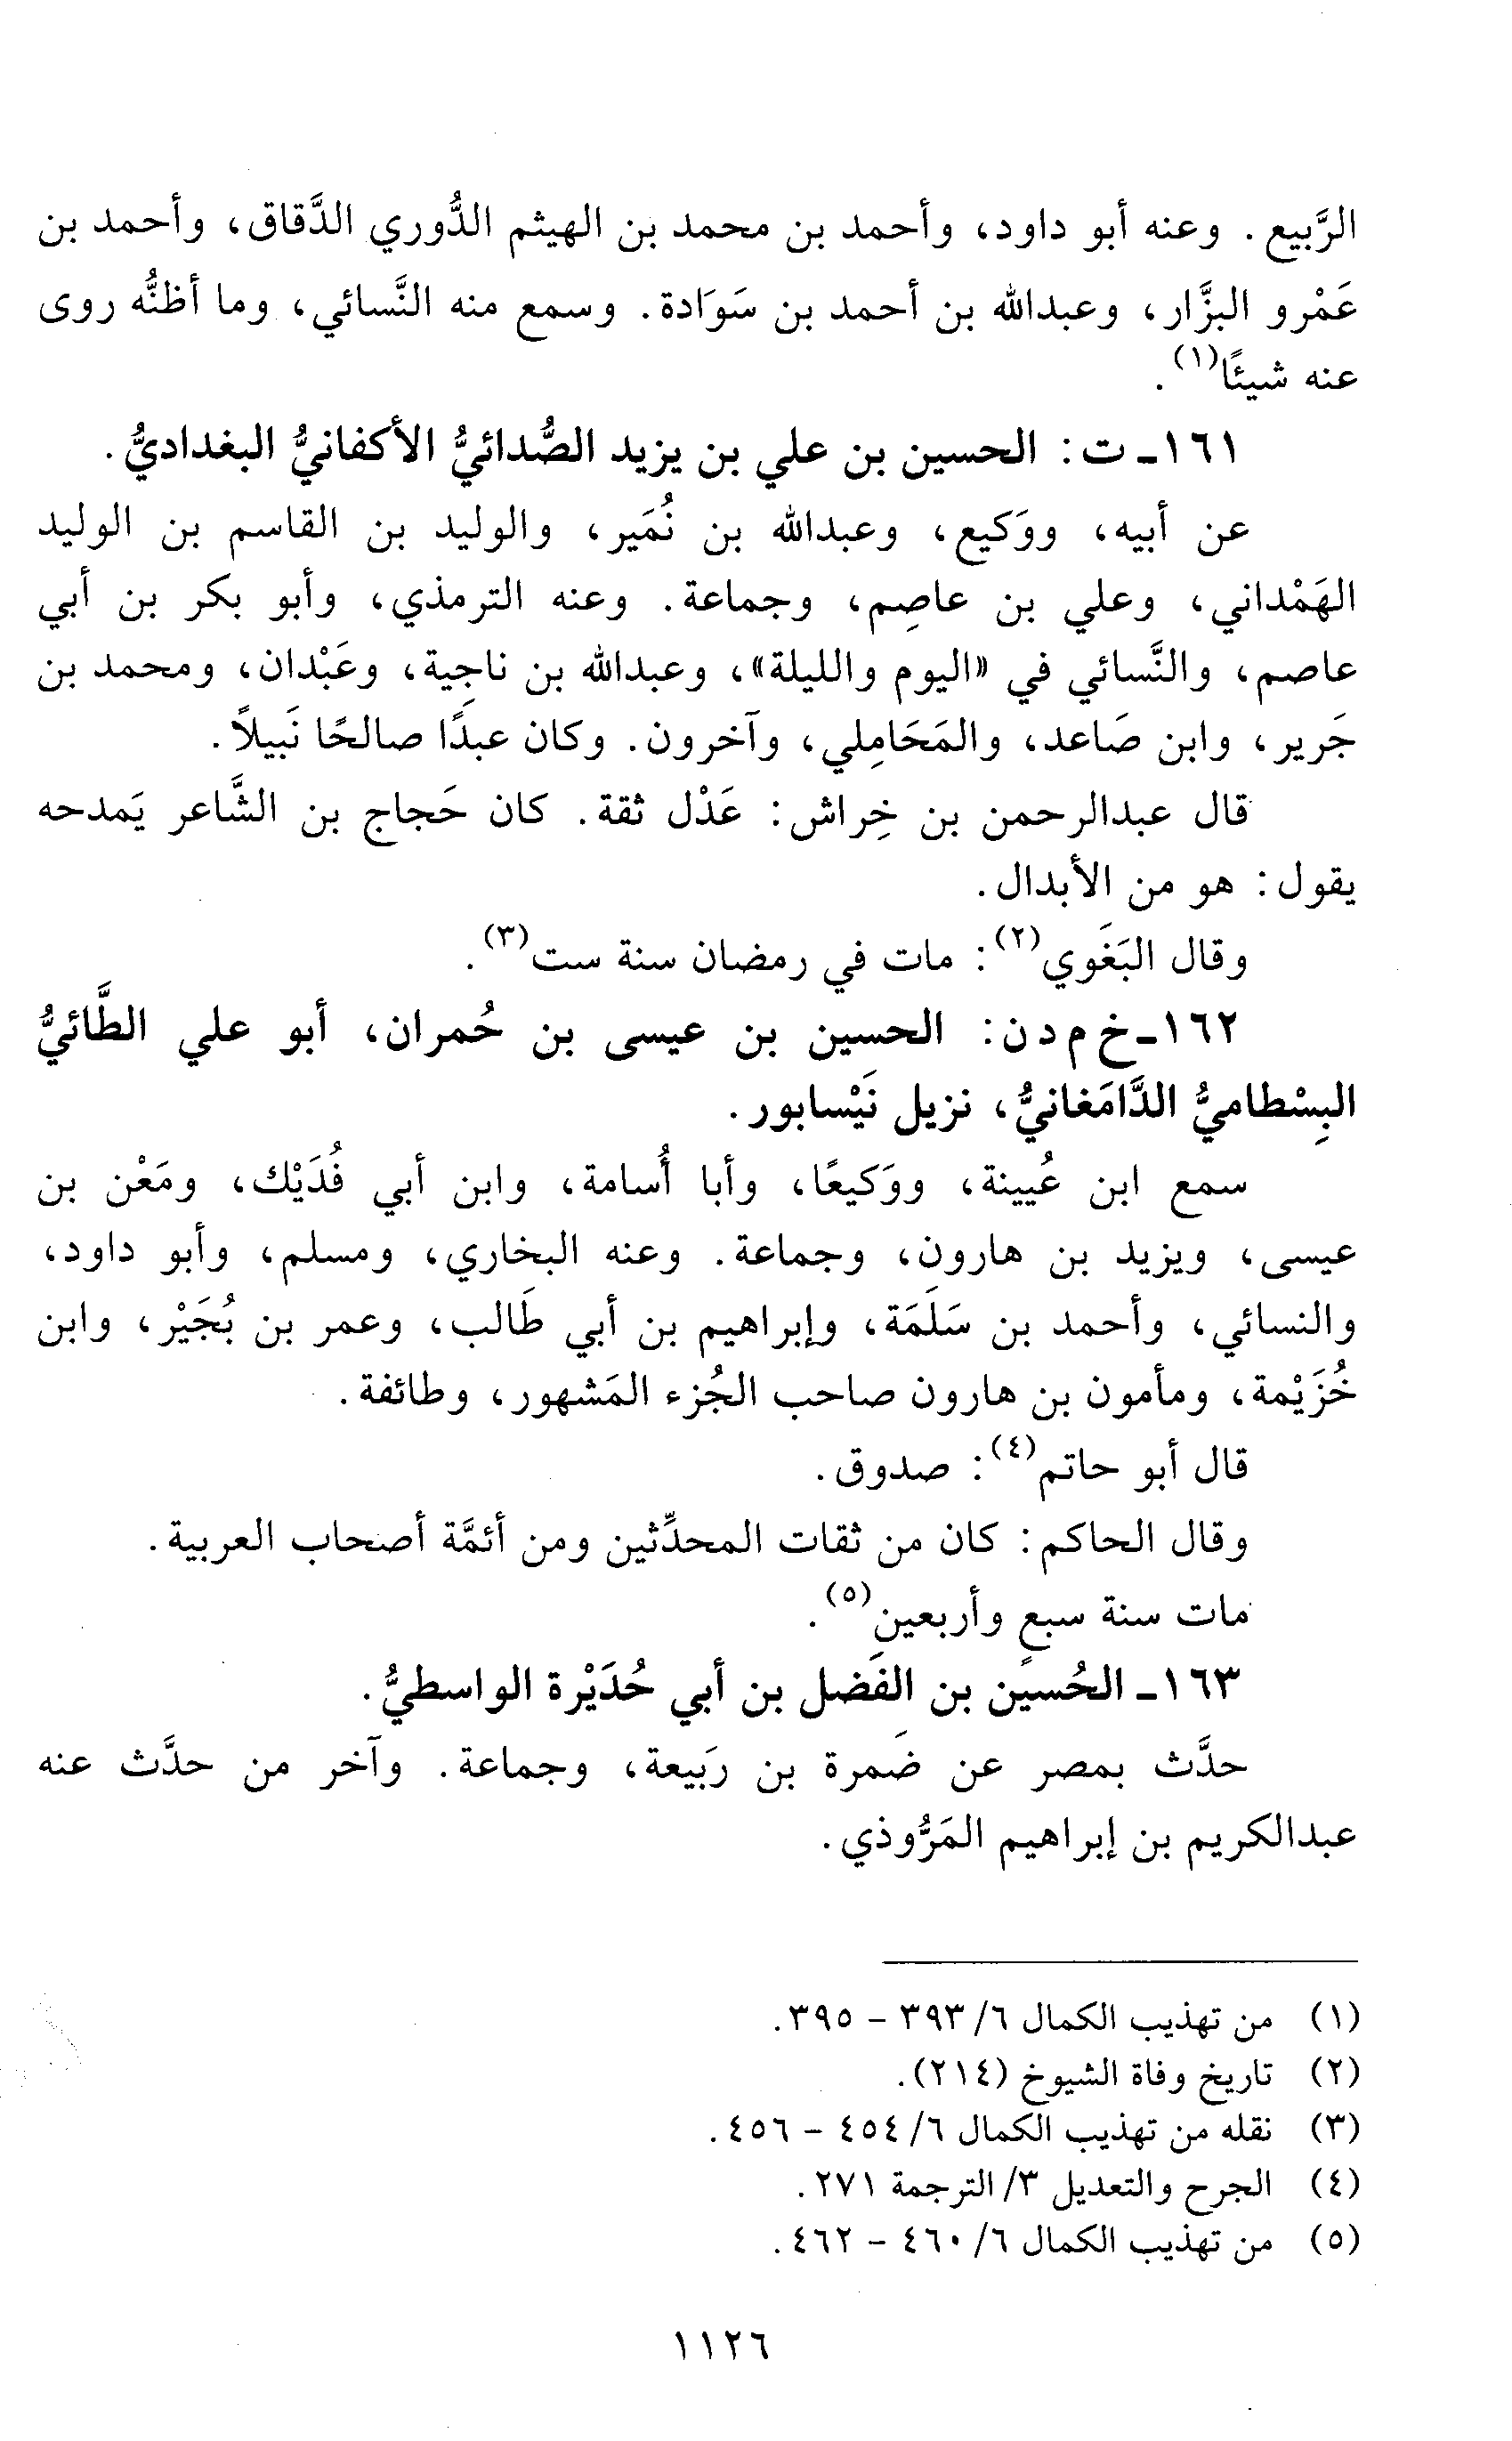 الرَّبيع. وعنه أبو داود، وأحمد بن محمد بن الهيثم الدُّوري الدَّقاق، وأحمد بن
عَمْرو البزَّار، وعبدالله بن أحمد بن سَوَادة. وسمع منه النَّسائي، وما أظنُّه روى
عنه شيئًا(١).
١٦١ـ ت: الحسين بن علي بن يزيد الصُّدائيُّ الأكفانيُّ البغداديُّ.
عن أبيه، ووَكيع، وعبدالله بن نُمَير، والوليد بن القاسم بن الوليد
الهَمْداني، وعلي بن عاصِم، وجماعة. وعنه الترمذي، وأبو بكر بن أبي
عاصم، والنَّسائي في «اليوم والليلة»، وعبدالله بن ناجِية، وعَبْدان، ومحمد بن
جَرير، وابن صَاعد، والمَحَامِلي، وآخرون. وكان عبدًا صالحًا نَبيلاً.
قال عبدالرحمن بن خِراش: عَدْل ثقة. كان حَجاج بن الشَّاعر يَمدحه
يقول: هو من الأبدال.
وقال البَغَوي(٢): مات في رمضان سنة ست(٣).
١٦٢ـ خ م د ن: الحسين بن عيسى بن حُمران، أبو علي الطَّائيُّ
البِسْطاميُّ الدَّامَغانيُّ، نزيل نَيْسابور.
سمع ابن عُيينة، ووَكيعًا، وأبا أُسامة، وابن أبي فُدَيْك، ومَعْن بن
عيسى، ويزيد بن هارون، وجماعة. وعنه البخاري، ومسلم، وأبو داود،
والنسائي، وأحمد بن سَلَمَة، وإبراهيم بن أبي طَالب، وعمر بن بُجَيْر، وابن
خُزَيْمة، ومأمون بن هارون صاحب الجُزء المَشهور، وطائفة.
قال أبو حاتم(٤): صدوق.
وقال الحاكم: كان من ثقات المحدِّثين ومن أئمَّة أصحاب العربية.
مات سنة سبعٍ وأربعين(٥).
١٦٣ـ الحُسين بن الفَضل بن أبي حُدَيْرة الواسطيُّ.
حدَّث بمصر عن ضَمرة بن رَبيعة، وجماعة. وآخر من حدَّث عنه
عبدالكريم بن إبراهيم المَرُّوذي.
(١) من تهذيب الكمال ٦/ ٣٩٣ - ٣٩٥.
(٢) تاريخ وفاة الشيوخ (٢١٤).
(٣) نقله من تهذيب الكمال ٦/ ٤٥٤ - ٤٥٦.
(٤) الجرح والتعديل ٣/ الترجمة ٢٧١.
(٥) من تهذيب الكمال ٦/ ٤٦٠ - ٤٦٢.
١١٢٦